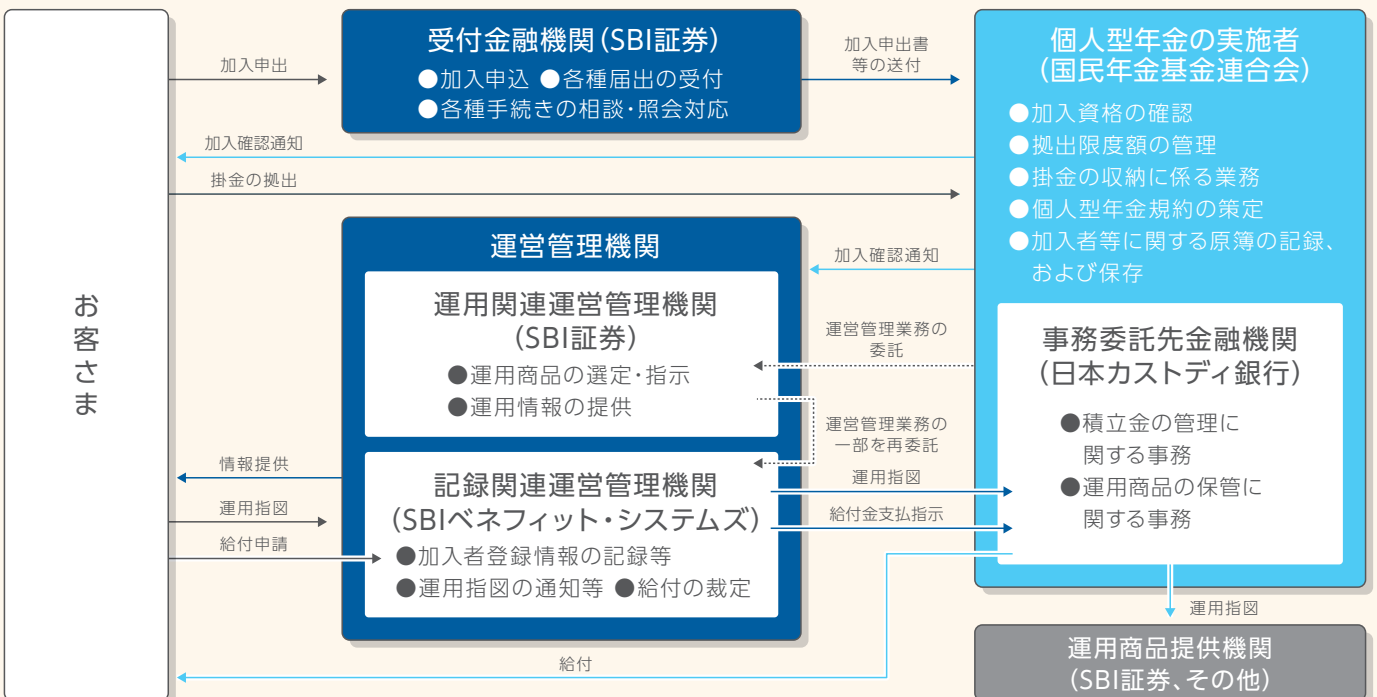 お客さま
加入申出
受付金融機関(SBI証券)
●加入申込 ●各種届出の受付
●各種手続きの相談・照会対応
加入申出書
等の送付
個人型年金の実施者
(国民年金基金連合会)
●加入資格の確認
●拠出限度額の管理
●掛金の収納に係る業務
●個人型年金規約の策定
●加入者等に関する原簿の記録、
および保存
加入確認通知
掛金の拠出
運営管理機関
加入確認通知
運用関連運営管理機関
(SBI証券)
●運用商品の選定・指示
●運用情報の提供
運営管理業務の
委託
運営管理業務の
一部を再委託
事務委託先金融機関
(日本カストディ銀行)
●積立金の管理に
関する事務
●運用商品の保管に
関する事務
情報提供
運用指図
給付申請
記録関連運営管理機関
(SBIベネフィット・システムズ)
●加入者登録情報の記録等
●運用指図の通知等 ●給付の裁定
運用指図
給付金支払指示
運用指図
給付
運用商品提供機関
(SBI証券、その他)